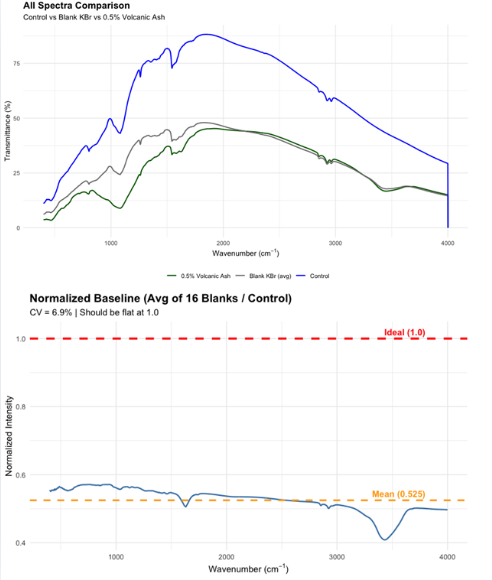 All Spectra Comparison
Control vs Blank KBr vs 0.5% Volcanic Ash
Transmittance (%)
75
50
25
0
1000
2000
3000
4000
Wavenumber (cm⁻¹)
0.5% Volcanic Ash
Blank KBr (avg)
Control
Normalized Baseline (Avg of 16 Blanks / Control)
CV = 6.9% | Should be flat at 1.0
Normalized Intensity
Ideal (1.0)
1.0
0.8
0.6
Mean (0.525)
0.4
1000
2000
3000
4000
Wavenumber (cm⁻¹)